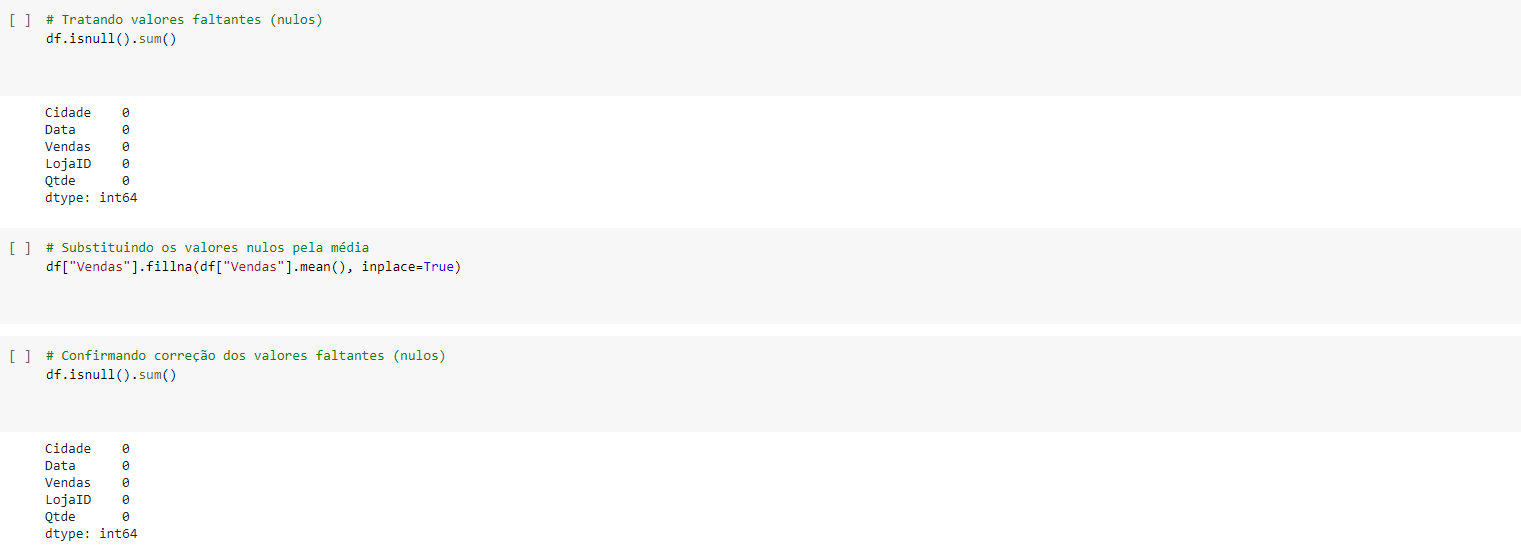 [ ] # Tratando valores faltantes (nulos)
df.isnull().sum()
Cidade    0
Data      0
Vendas    0
LojaID    0
Qtde      0
dtype: int64
[ ] # Substituindo os valores nulos pela média
df["Vendas"].fillna(df["Vendas"].mean(), inplace=True)
[ ] # Confirmando correção dos valores faltantes (nulos)
df.isnull().sum()
Cidade    0
Data      0
Vendas    0
LojaID    0
Qtde      0
dtype: int64